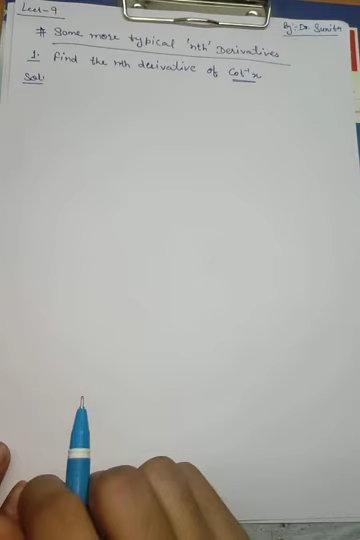 Lect-9
By:- Dr. Sunita
# Some more typical 'nth' Derivatives
1. Find the nth derivative of Cot⁻¹x
Sol: